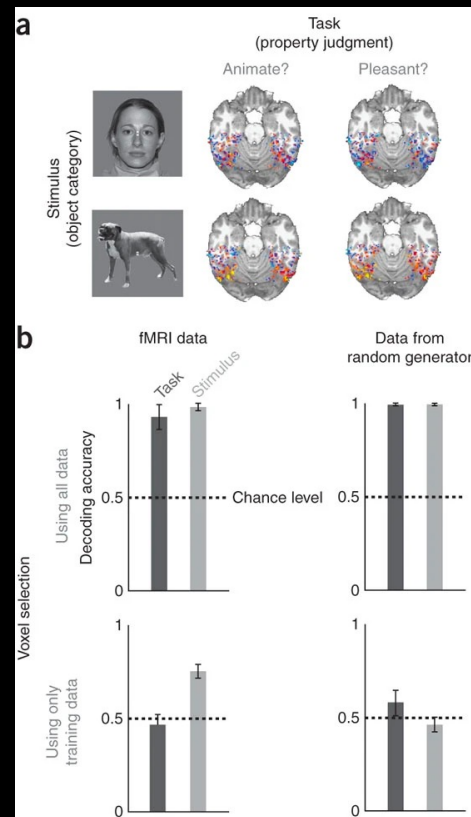 a
Task
(property judgment)
Animate?
Pleasant?
Stimulus
(object category)
b
fMRI data
Data from
random generator
Task
Stimulus
Voxel selection
Using all data
Decoding accuracy
1
0.5
0
Chance level
1
0.5
0
Using only
training data
1
0.5
0
1
0.5
0